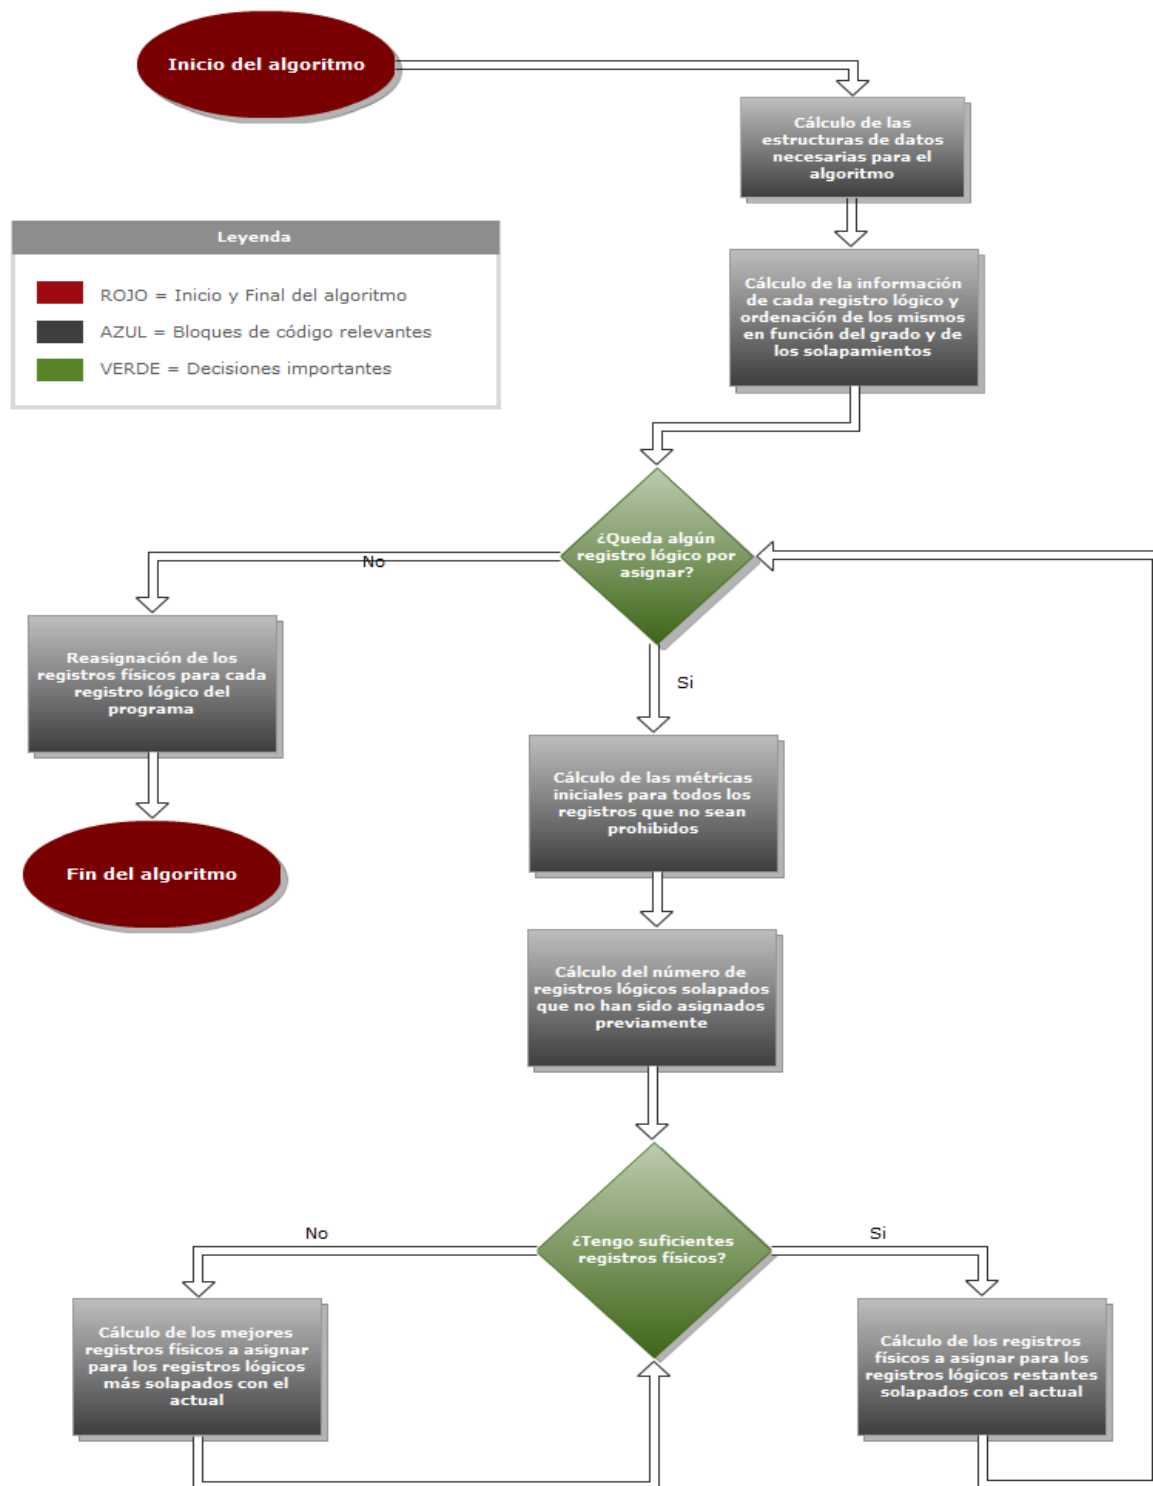 Inicio del algoritmo
Cálculo de las
estructuras de datos
necesarias para el
algoritmo
Leyenda
ROJO = Inicio y Final del algoritmo
AZUL = Bloques de código relevantes
VERDE = Decisiones importantes
Cálculo de la información
de cada registro lógico y
ordenación de los mismos
en función del grado y de
los solapamientos
¿Queda algún
registro lógico por
asignar?
No
Reasignación de los
registros físicos para cada
registro lógico del
programa
Fin del algoritmo
Si
Cálculo de las métricas
iniciales para todos los
registros que no sean
prohibidos
Cálculo del número de
registros lógicos solapados
que no han sido asignados
previamente
¿Tengo suficientes
registros físicos?
No
Si
Cálculo de los mejores
registros físicos a asignar
para los registros lógicos
más solapados con el
actual
Cálculo de los registros
físicos a asignar para los
registros lógicos restantes
solapados con el actual